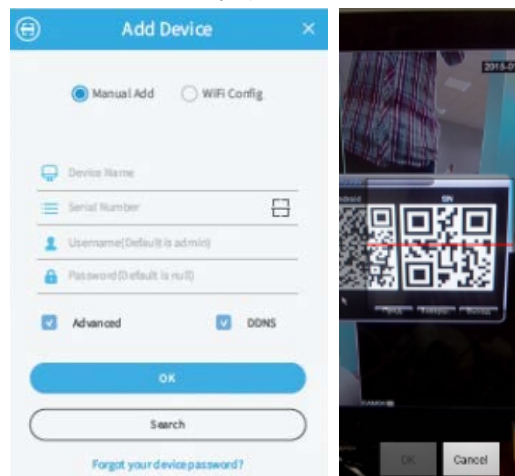 Add Device
Manual Add
WiFi Config
Device Name
Serial Number
Username(Default is admin)
Password(Default is null)
Advanced
DDNS
OK
Search
Forgot your device password?
S/N
OK
Cancel